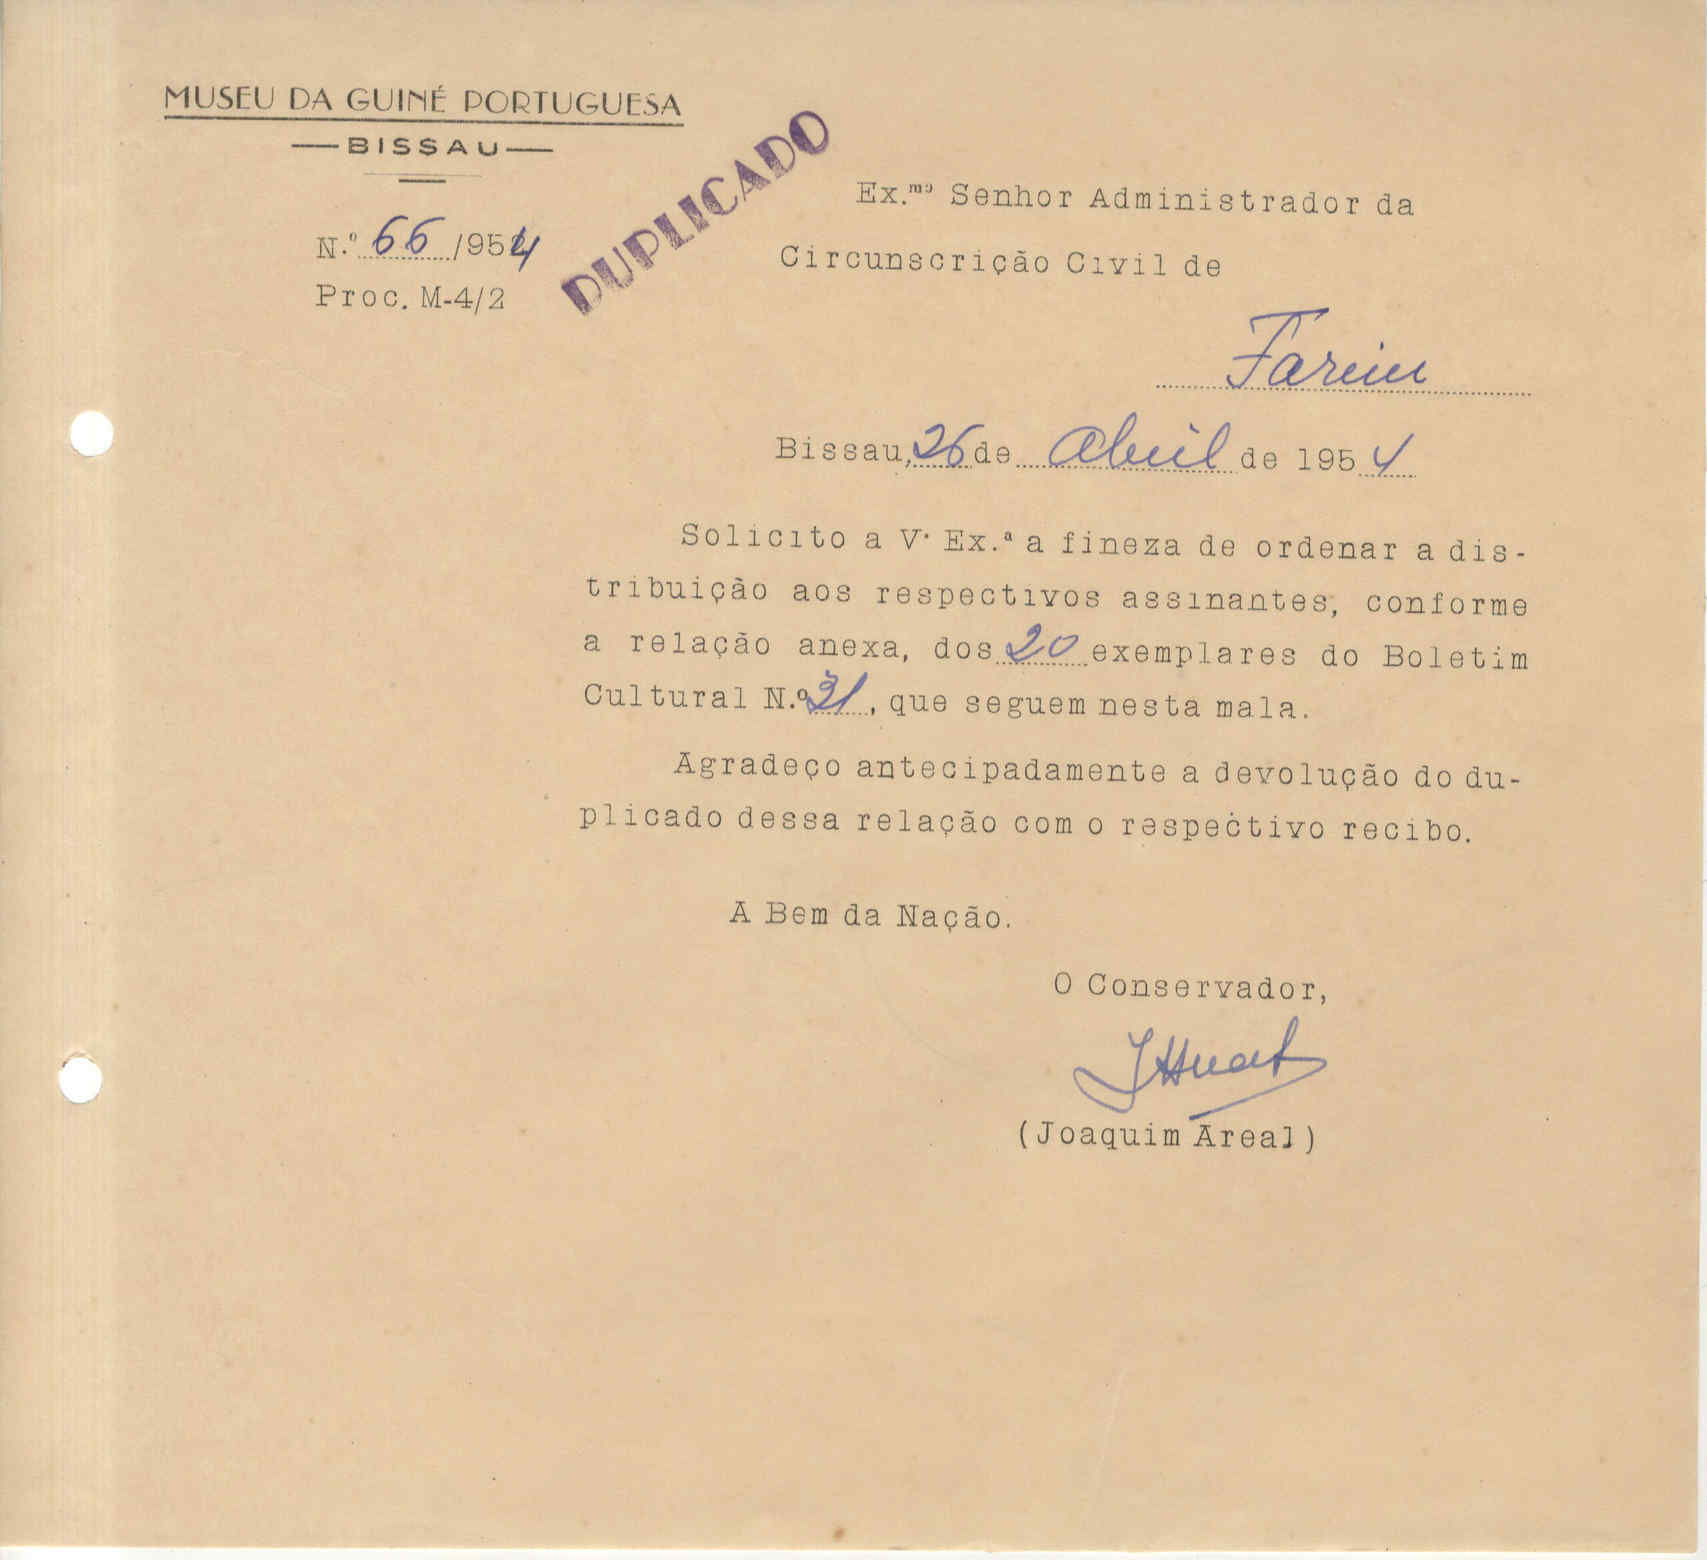 MUSEU DA GUINÉ PORTUGUESA
BISSAU
N.º 66/954
Proc. M-4/2
DUPLICADO
Ex.mo Senhor Administrador da
Circunscrição Civil de
Farim
Bissau, 26 de Abril de 1954
Solicito a V. Ex.ª a fineza de ordenar a dis-
tribuição aos respectivos assinantes, conforme
a relação anexa, dos 20 exemplares do Boletim
Cultural N.º 31, que seguem nesta mala.
Agradeço antecipadamente a devolução do du-
plicado dessa relação com o respectivo recibo.
A Bem da Nação.
O Conservador,
(Joaquim Areal)